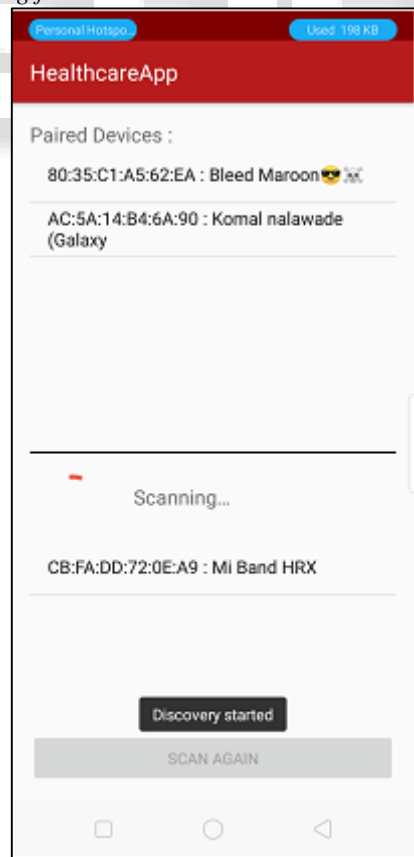 Personal Hotspo...
Used 198 KB
HealthcareApp
Paired Devices :
80:35:C1:A5:62:EA : Bleed Maroon😎☠️
AC:5A:14:B4:6A:90 : Komal nalawade
(Galaxy
Scanning...
CB:FA:DD:72:0E:A9 : Mi Band HRX
Discovery started
SCAN AGAIN